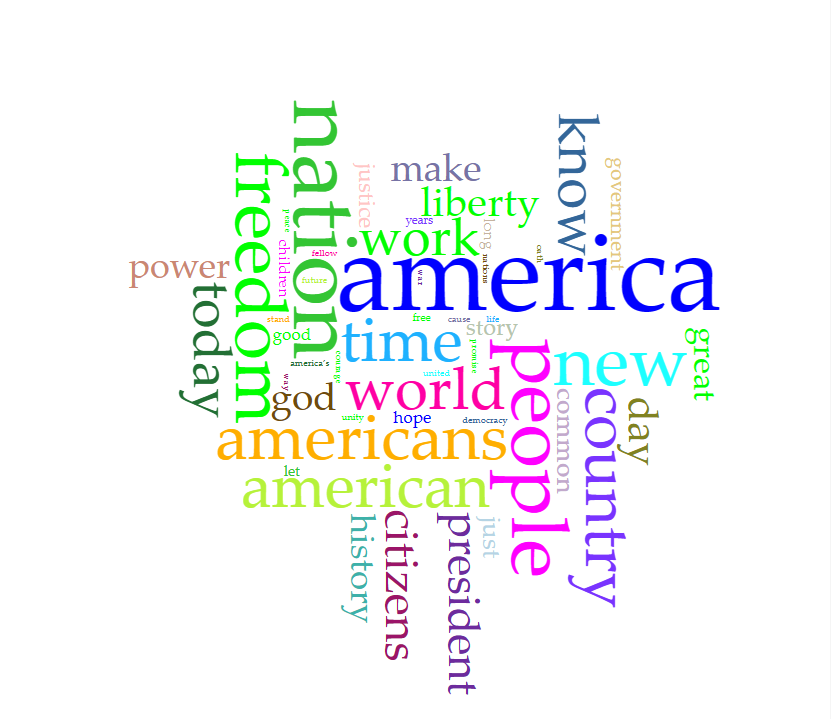 nation
know
make
freedom
justice
government
liberty
peace
years
long
work
children
fellow
nations
oath
america
power
war
future
today
stand
free
cause
life
good
time
story
great
people
promise
new
america's
courage
united
way
world
god
country
common
day
unity
hope
democracy
americans
let
american
history
citizens
president
just